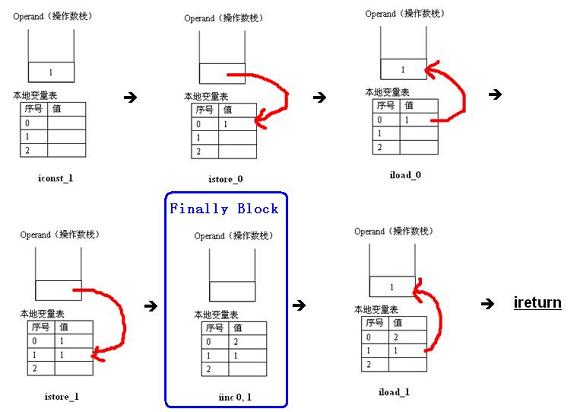 Operand（操作数栈）
1
本地变量表
序号 值
0
1
2
iconst_1
Operand（操作数栈）
本地变量表
序号 值
0 1
1
2
istore_0
Operand（操作数栈）
1
本地变量表
序号 值
0 1
1
2
iload_0
Operand（操作数栈）
本地变量表
序号 值
0 1
1 1
2
istore_1
Finally Block
Operand（操作数栈）
本地变量表
序号 值
0 2
1 1
2
iinc 0, 1
Operand（操作数栈）
1
本地变量表
序号 值
0 2
1 1
2
iload_1
ireturn